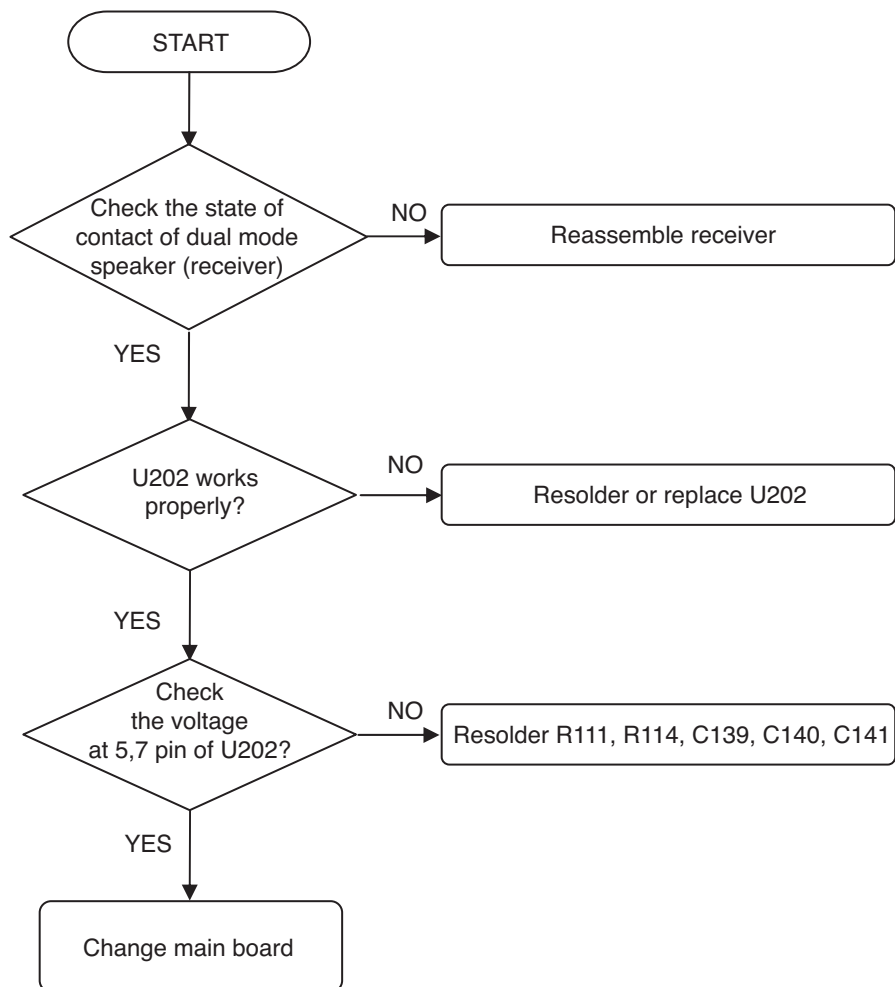 START
Check the state of
contact of dual mode
speaker (receiver)
NO
Reassemble receiver
YES
U202 works
properly?
NO
Resolder or replace U202
YES
Check
the voltage
at 5,7 pin of U202?
NO
Resolder R111, R114, C139, C140, C141
YES
Change main board